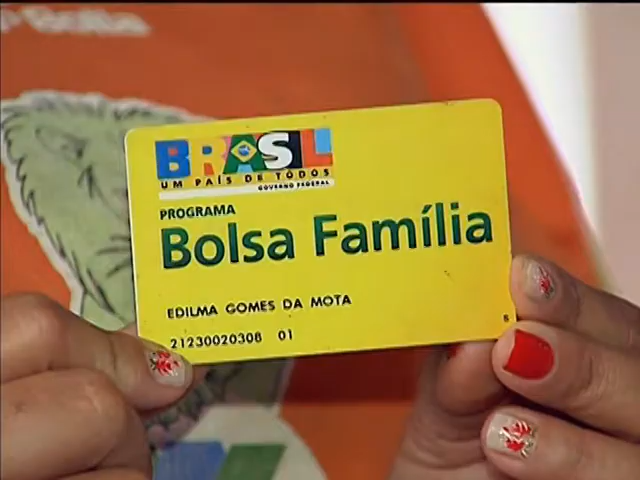 BRASIL
UM PAÍS DE TODOS
GOVERNO FEDERAL
PROGRAMA
Bolsa Família
EDILMA GOMES DA MOTA
21230020308 01